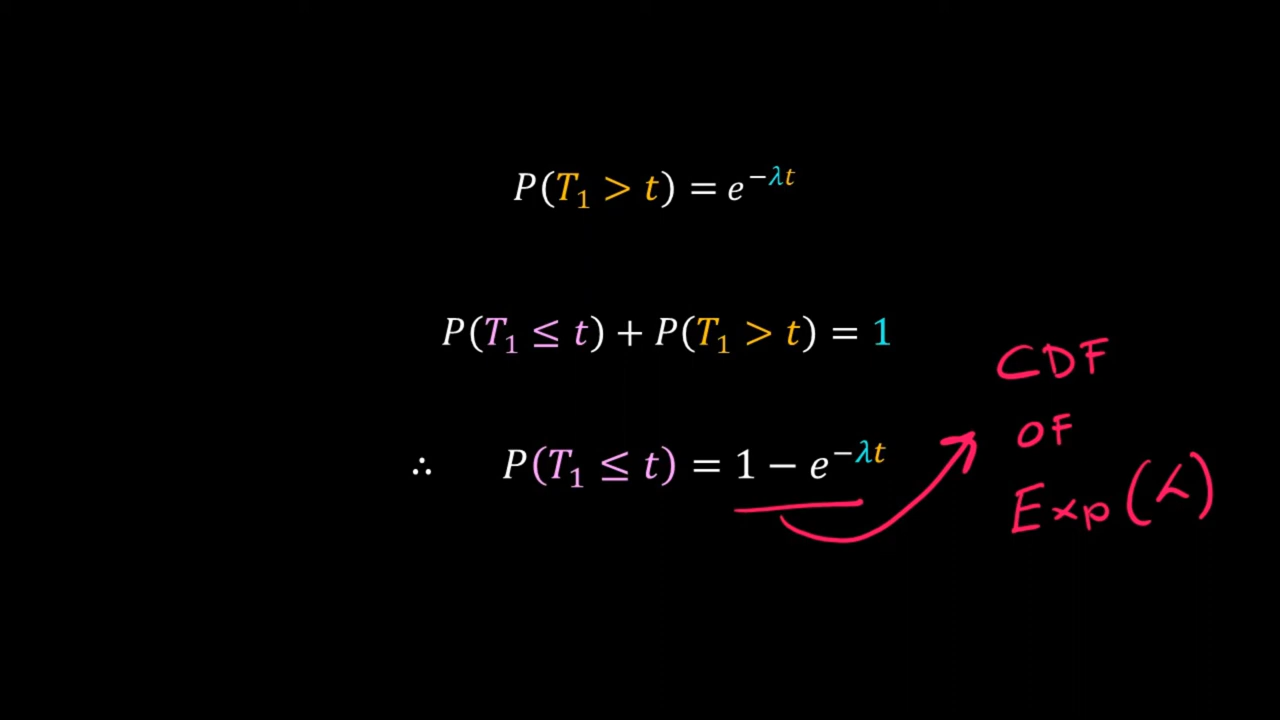 P(T₁ > t) = e^{−λt}
P(T₁ ≤ t) + P(T₁ > t) = 1
∴ P(T₁ ≤ t) = 1 − e^{−λt}
CDF
OF
Exp(λ)